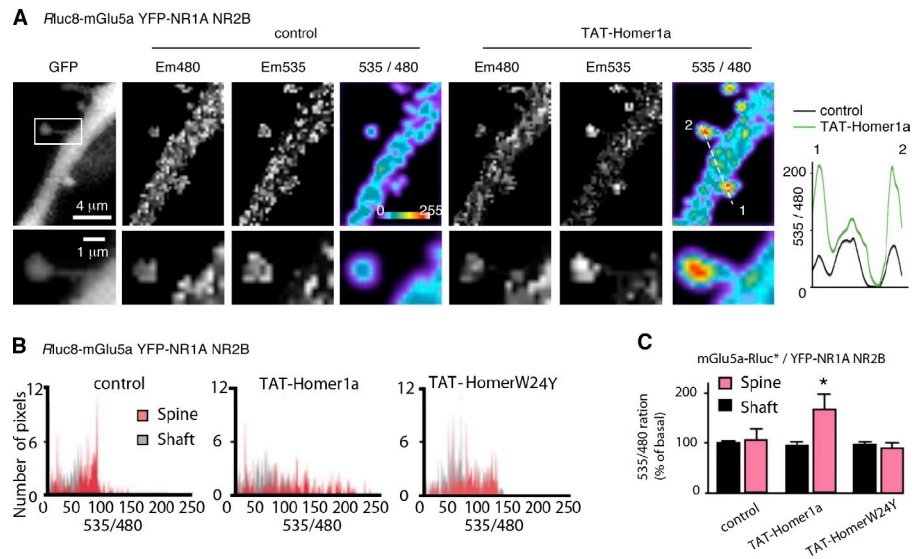 A
Rluc8-mGlu5a YFP-NR1A NR2B
control
TAT-Homer1a
GFP
Em480
Em535
535 / 480
Em480
Em535
535 / 480
control
TAT-Homer1a
1
2
200
100
0
535 / 480
2
1
0
255
4 µm
1 µm
B
Rluc8-mGlu5a YFP-NR1A NR2B
control
TAT-Homer1a
TAT-HomerW24Y
Number of pixels
12
6
0
12
6
0
12
6
0
Spine
Shaft
0 50 100 150 200 250
0 50 100 150 200 250
0 50 100 150 200 250
535/480
535/480
535/480
C
mGlu5a-Rluc* / YFP-NR1A NR2B
535/480 ration
(% of basal)
200
100
0
Spine
Shaft
*
control
TAT-Homer1a
TAT-HomerW24Y